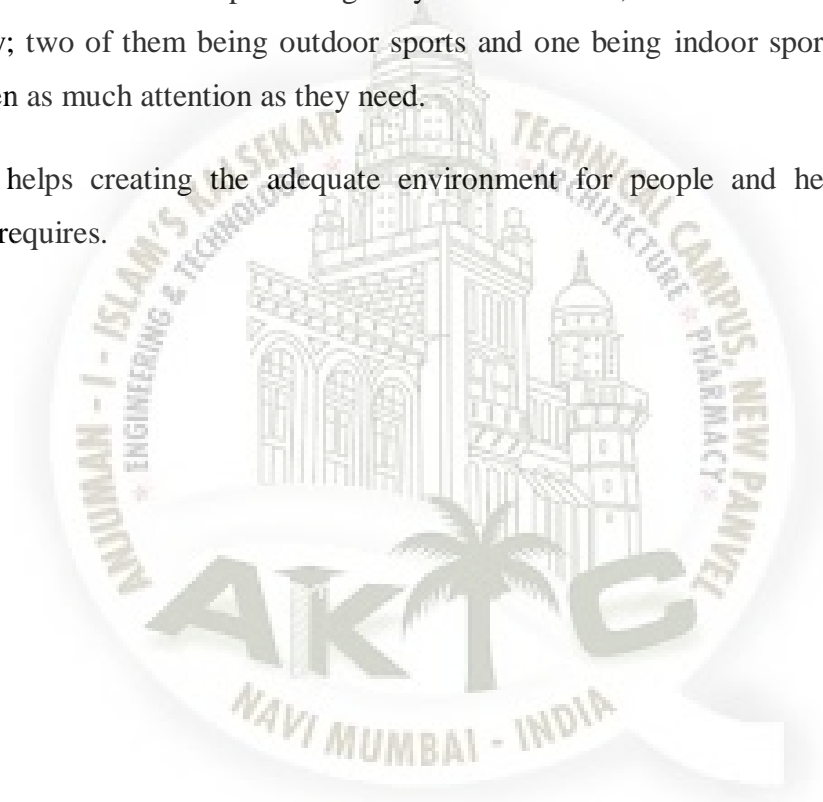 ; two of them being outdoor sports and one being indoor spor
en as much attention as they need.
helps creating the adequate environment for people and he
requires.
ANJUMAN - I - ISLAM'S KALSEKAR TECHNICAL CAMPUS, NEW PANVEL
ENGINEERING & TECHNOLOGY * ARCHITECTURE * PHARMACY *
AKTC
NAVI MUMBAI - INDIA